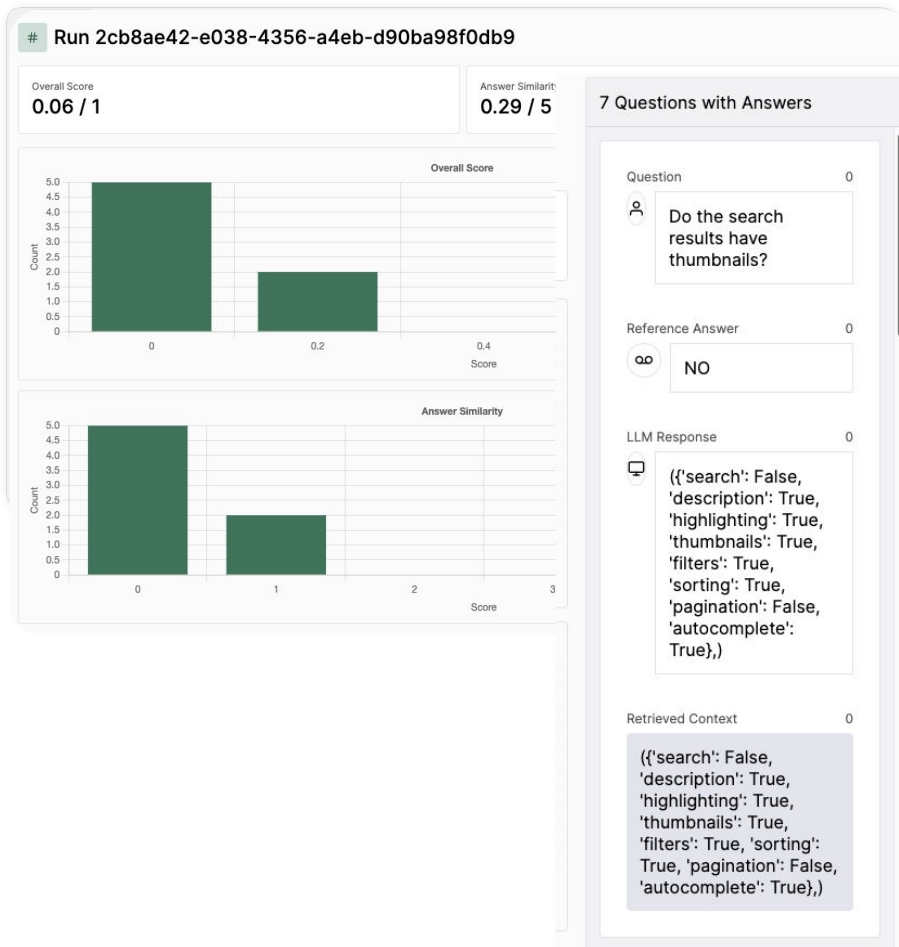 # Run 2cb8ae42-e038-4356-a4eb-d90ba98f0db9
Overall Score
0.06 / 1
Answer Similarity
0.29 / 5
Overall Score
5.0
4.5
4.0
3.5
3.0
2.5
2.0
1.5
1.0
0.5
0
Count
0 0.2 0.4
Score
Answer Similarity
5.0
4.5
4.0
3.5
3.0
2.5
2.0
1.5
1.0
0.5
0
Count
0 1 2 3
Score
7 Questions with Answers
Question 0
Do the search
results have
thumbnails?
Reference Answer 0
NO
LLM Response 0
({'search': False,
'description': True,
'highlighting': True,
'thumbnails': True,
'filters': True,
'sorting': True,
'pagination': False,
'autocomplete':
True},)
Retrieved Context 0
({'search': False,
'description': True,
'highlighting': True,
'thumbnails': True,
'filters': True, 'sorting':
True, 'pagination': False,
'autocomplete': True},)